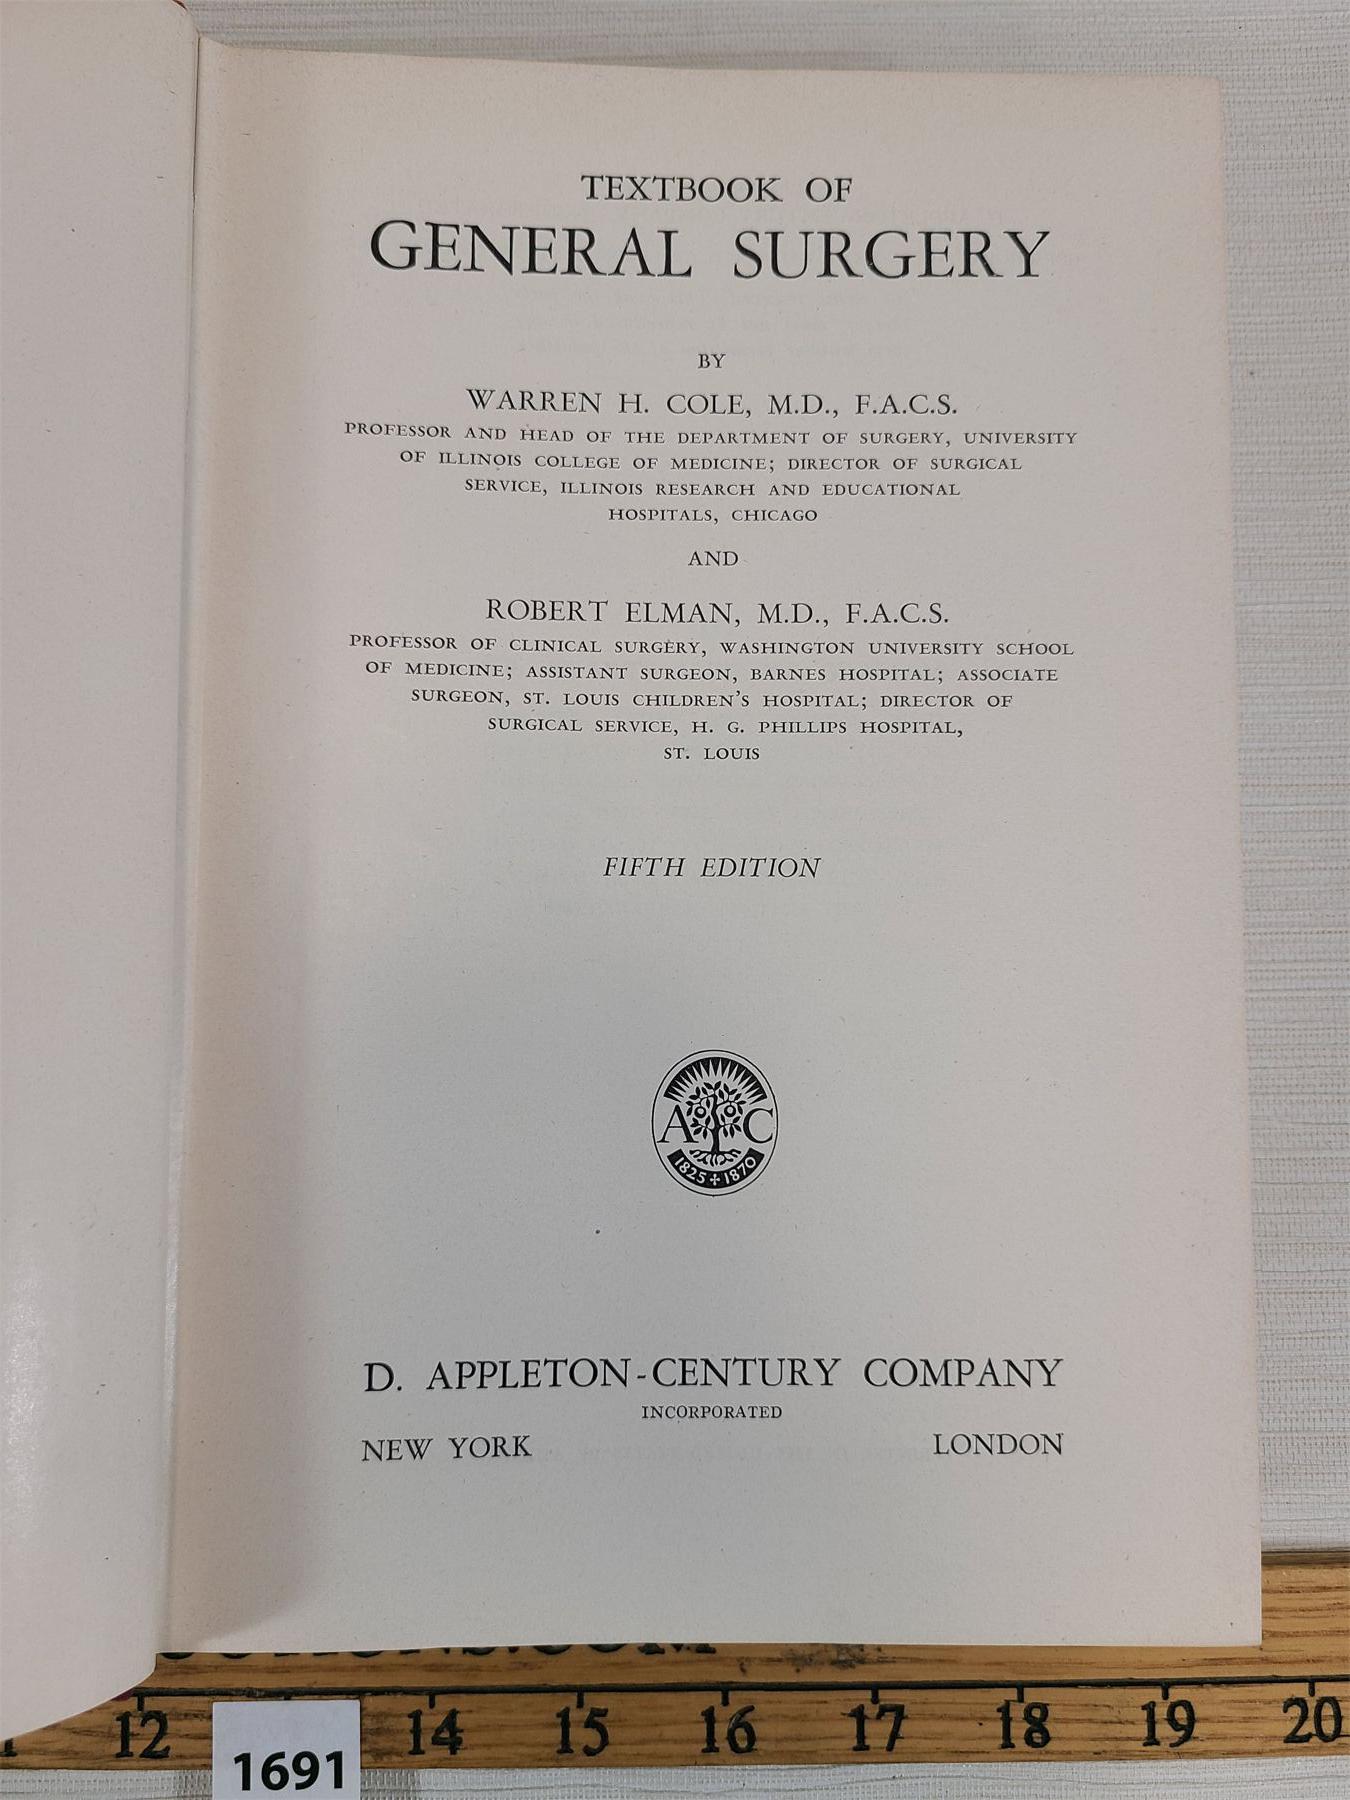 TEXTBOOK OF
GENERAL SURGERY
BY
WARREN H. COLE, M.D., F.A.C.S.
PROFESSOR AND HEAD OF THE DEPARTMENT OF SURGERY, UNIVERSITY
OF ILLINOIS COLLEGE OF MEDICINE; DIRECTOR OF SURGICAL
SERVICE, ILLINOIS RESEARCH AND EDUCATIONAL
HOSPITALS, CHICAGO
AND
ROBERT ELMAN, M.D., F.A.C.S.
PROFESSOR OF CLINICAL SURGERY, WASHINGTON UNIVERSITY SCHOOL
OF MEDICINE; ASSISTANT SURGEON, BARNES HOSPITAL; ASSOCIATE
SURGEON, ST. LOUIS CHILDREN'S HOSPITAL; DIRECTOR OF
SURGICAL SERVICE, H. G. PHILLIPS HOSPITAL,
ST. LOUIS
FIFTH EDITION
A C
1825 + 1870
D. APPLETON-CENTURY COMPANY
INCORPORATED
NEW YORK LONDON
12 14 15 16 17 18 19 20
1691